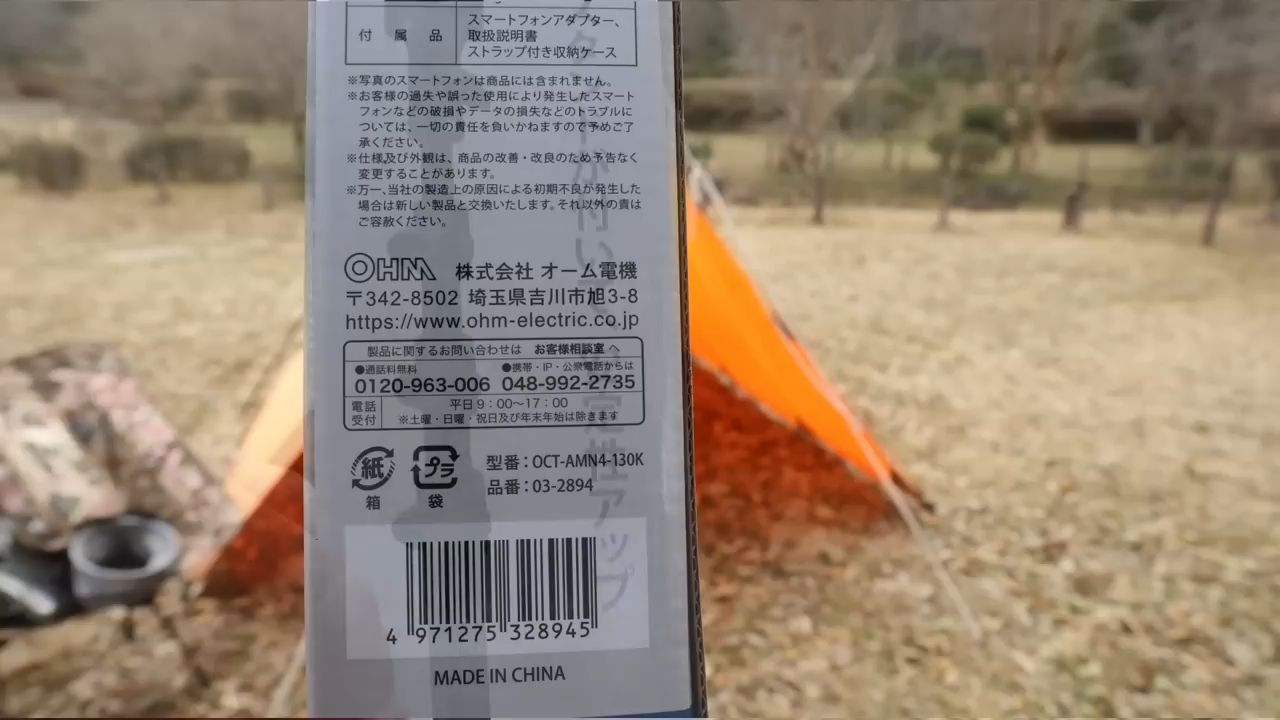 付属品
スマートフォンアダプター、
取扱説明書
ストラップ付き収納ケース
※写真のスマートフォンは商品には含まれません。
※お客様の過失や誤った使用により発生したスマート
フォンなどの破損やデータの損失などのトラブルに
ついては、一切の責任を負いかねますので予めご了
承ください。
※仕様及び外観は、商品の改善・改良のため予告なく
変更することがあります。
※万一、当社の製造上の原因による初期不良が発生した
場合は新しい製品と交換いたします。それ以外の責は
ご容赦ください。
OHM 株式会社 オーム電機
〒342-8502 埼玉県吉川市旭3-8
https://www.ohm-electric.co.jp
製品に関するお問い合わせは お客様相談室 へ
●通話料無料 ●携帯・IP・公衆電話からは
0120-963-006 048-992-2735
電話
受付
平日9：00〜17：00
※土曜・日曜・祝日及び年末年始は除きます
紙 プラ
箱 袋
型番：OCT-AMN4-130K
品番：03-2894
4 971275 328945
MADE IN CHINA